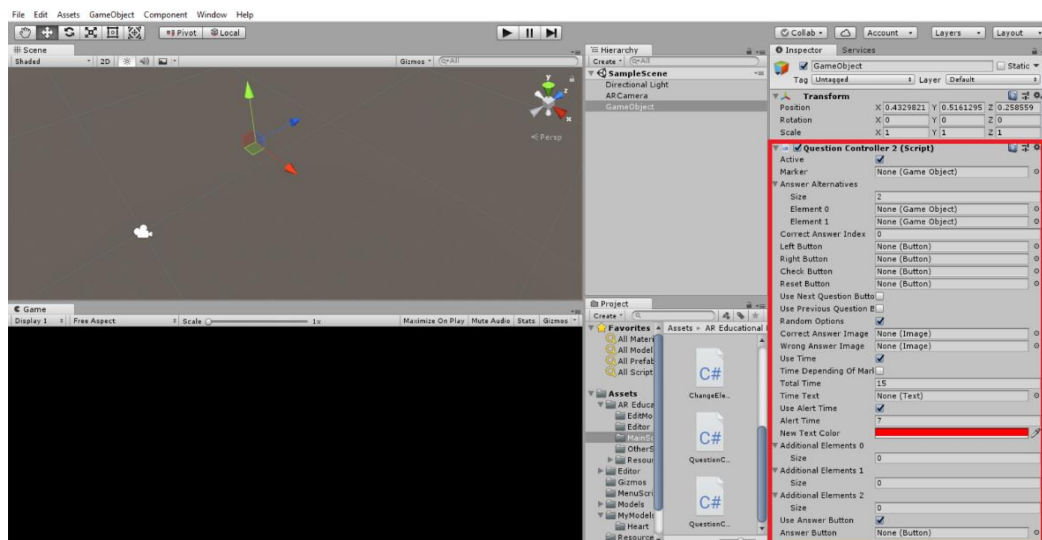 File Edit Assets GameObject Component Window Help
Pivot Local
Collab Account Layers Layout
Scene
Shaded 2D Gizmos All
y
z
x
Persp
Game
Display 1 Free Aspect Scale 1x Maximize On Play Mute Audio Stats Gizmos
Hierarchy
Create All
SampleScene
Directional Light
ARCamera
GameObject
Project
Create
Favorites
All Materi
All Model
All Prefab
All Script
Assets
AR Educa
EditMo
Editor
MainSc
OtherS
Resour
Editor
Gizmos
MenuScri
Models
MyModels
Heart
Resource
Assets AR Educational
C#
ChangeEle...
C#
QuestionC...
C#
QuestionC...
Inspector Services
GameObject Static
Tag Untagged Layer Default
Transform
Position X 0.4329821 Y 0.5161295 Z 0.258559
Rotation X 0 Y 0 Z 0
Scale X 1 Y 1 Z 1
Question Controller 2 (Script)
Active
Marker None (Game Object)
Answer Alternatives
Size 2
Element 0 None (Game Object)
Element 1 None (Game Object)
Correct Answer Index 0
Left Button None (Button)
Right Button None (Button)
Check Button None (Button)
Reset Button None (Button)
Use Next Question Butto
Use Previous Question B
Random Options
Correct Answer Image None (Image)
Wrong Answer Image None (Image)
Use Time
Time Depending Of Marl
Total Time 15
Time Text None (Text)
Use Alert Time
Alert Time 7
New Text Color
Additional Elements 0
Size 0
Additional Elements 1
Size 0
Additional Elements 2
Size 0
Use Answer Button
Answer Button None (Button)